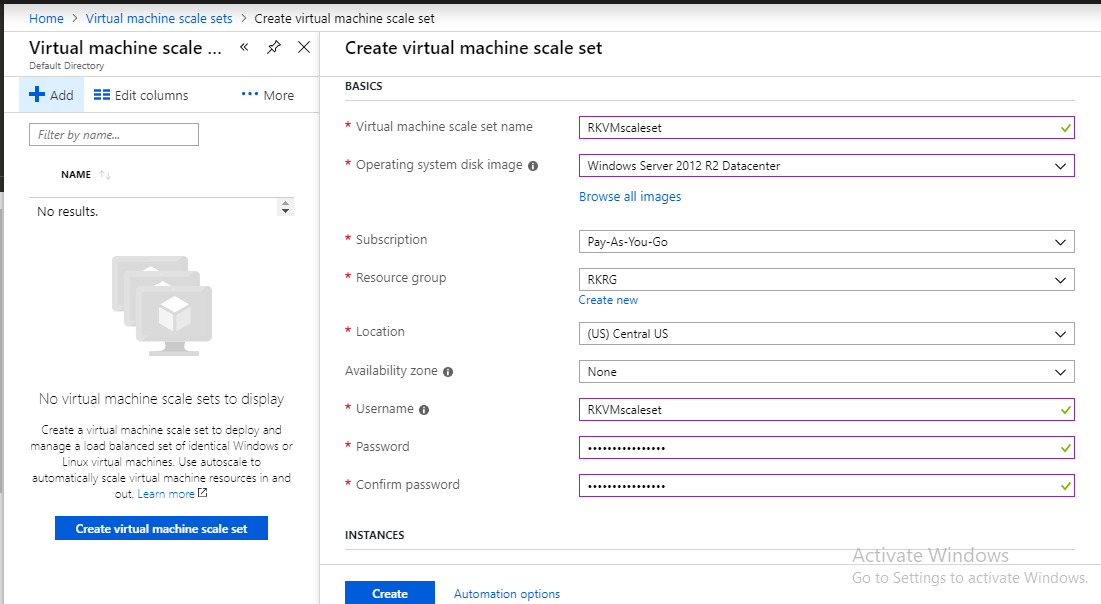 Home > Virtual machine scale sets > Create virtual machine scale set
Virtual machine scale ...
Default Directory
Add
Edit columns
More
Filter by name...
NAME
No results.
No virtual machine scale sets to display
Create a virtual machine scale set to deploy and
manage a load balanced set of identical Windows or
Linux virtual machines. Use autoscale to
automatically scale virtual machine resources in and
out. Learn more
Create virtual machine scale set
Create virtual machine scale set
BASICS
* Virtual machine scale set name
RKVMscaleset
* Operating system disk image
Windows Server 2012 R2 Datacenter
Browse all images
* Subscription
Pay-As-You-Go
* Resource group
RKRG
Create new
* Location
(US) Central US
Availability zone
None
* Username
RKVMscaleset
* Password
••••••••••••••••
* Confirm password
••••••••••••••••
INSTANCES
Create
Automation options
Activate Windows
Go to Settings to activate Windows.